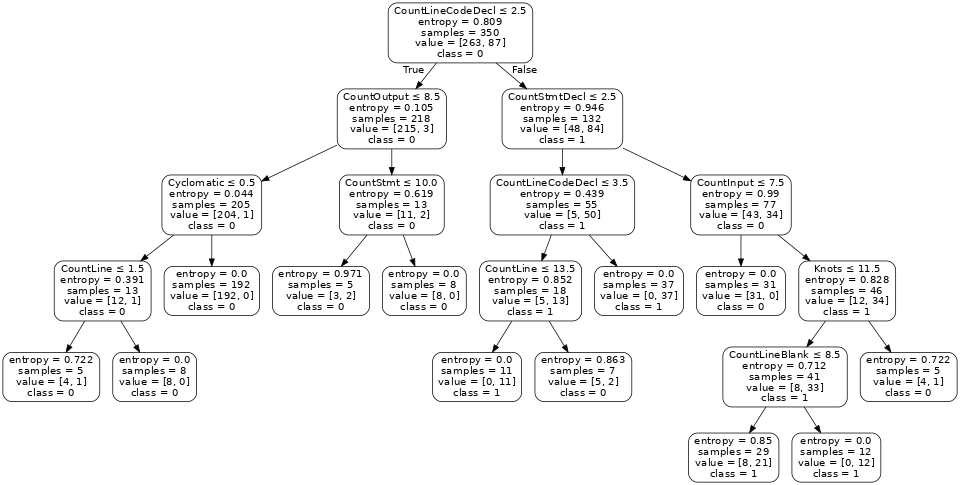 CountLineCodeDecl ≤ 2.5
entropy = 0.809
samples = 350
value = [263, 87]
class = 0
True
False
CountOutput ≤ 8.5
entropy = 0.105
samples = 218
value = [215, 3]
class = 0
CountStmtDecl ≤ 2.5
entropy = 0.946
samples = 132
value = [48, 84]
class = 1
Cyclomatic ≤ 0.5
entropy = 0.044
samples = 205
value = [204, 1]
class = 0
CountStmt ≤ 10.0
entropy = 0.619
samples = 13
value = [11, 2]
class = 0
CountLineCodeDecl ≤ 3.5
entropy = 0.439
samples = 55
value = [5, 50]
class = 1
CountInput ≤ 7.5
entropy = 0.99
samples = 77
value = [43, 34]
class = 0
CountLine ≤ 1.5
entropy = 0.391
samples = 13
value = [12, 1]
class = 0
entropy = 0.0
samples = 192
value = [192, 0]
class = 0
entropy = 0.971
samples = 5
value = [3, 2]
class = 0
entropy = 0.0
samples = 8
value = [8, 0]
class = 0
CountLine ≤ 13.5
entropy = 0.852
samples = 18
value = [5, 13]
class = 1
entropy = 0.0
samples = 37
value = [0, 37]
class = 1
entropy = 0.0
samples = 31
value = [31, 0]
class = 0
Knots ≤ 11.5
entropy = 0.828
samples = 46
value = [12, 34]
class = 1
entropy = 0.722
samples = 5
value = [4, 1]
class = 0
entropy = 0.0
samples = 8
value = [8, 0]
class = 0
entropy = 0.0
samples = 11
value = [0, 11]
class = 1
entropy = 0.863
samples = 7
value = [5, 2]
class = 0
CountLineBlank ≤ 8.5
entropy = 0.712
samples = 41
value = [8, 33]
class = 1
entropy = 0.722
samples = 5
value = [4, 1]
class = 0
entropy = 0.85
samples = 29
value = [8, 21]
class = 1
entropy = 0.0
samples = 12
value = [0, 12]
class = 1